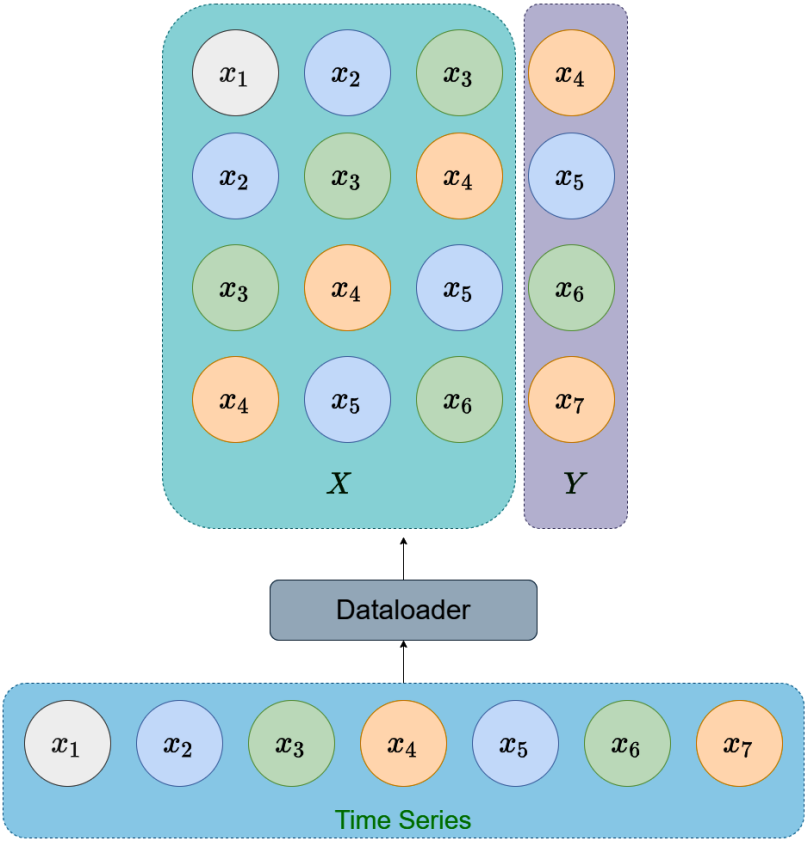 x₁ x₂ x₃ x₄
x₂ x₃ x₄ x₅
x₃ x₄ x₅ x₆
x₄ x₅ x₆ x₇
X Y
Dataloader
x₁ x₂ x₃ x₄ x₅ x₆ x₇
Time Series